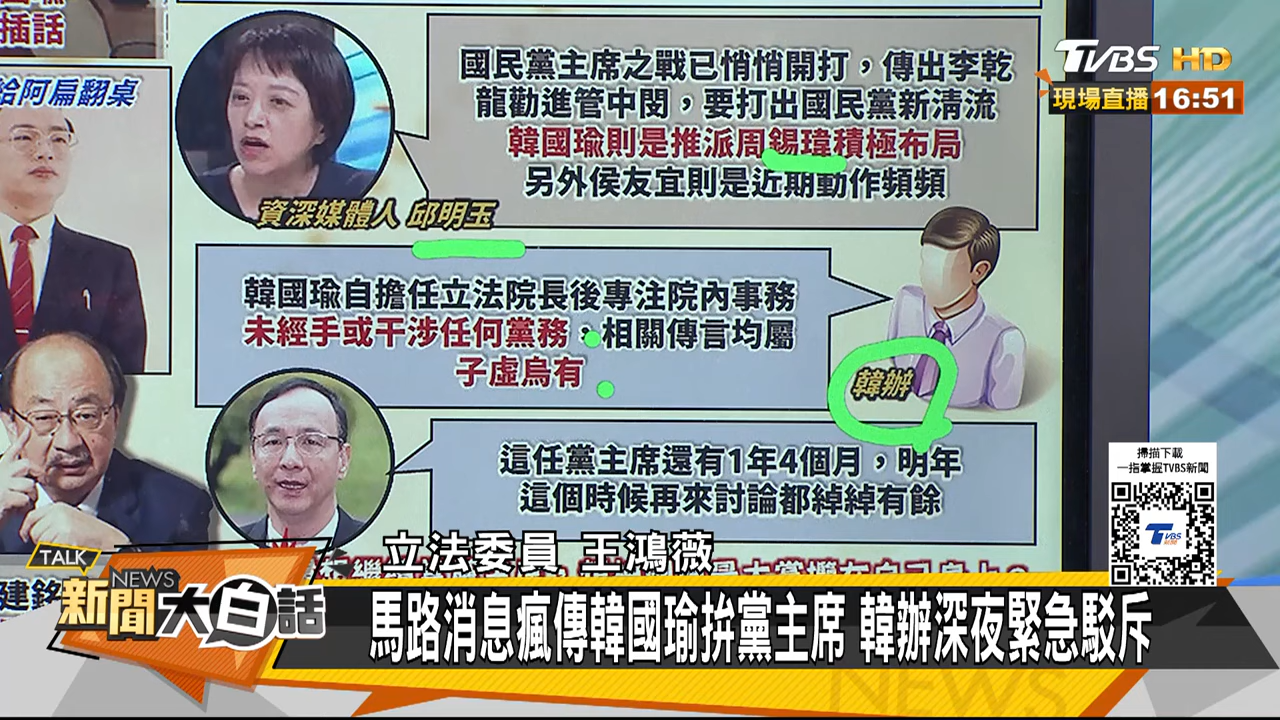 插話
給阿扁翻桌
國民黨主席之戰已悄悄開打，傳出李乾
龍勸進管中閔，要打出國民黨新清流
韓國瑜則是推派周錫瑋積極布局
另外侯友宜則是近期動作頻頻
資深媒體人 邱明玉
TVBS HD
現場直播 16:51
韓國瑜自擔任立法院長後專注院內事務
未經手或干涉任何黨務，相關傳言均屬
子虛烏有
韓辦
這任黨主席還有1年4個月，明年
這個時候再來討論都綽綽有餘
掃描下載
一指掌握TVBS新聞
TVBS
立法委員 王鴻薇
建銘
TALK
NEWS
新聞大白話
馬路消息瘋傳韓國瑜拚黨主席 韓辦深夜緊急駁斥
NEWS